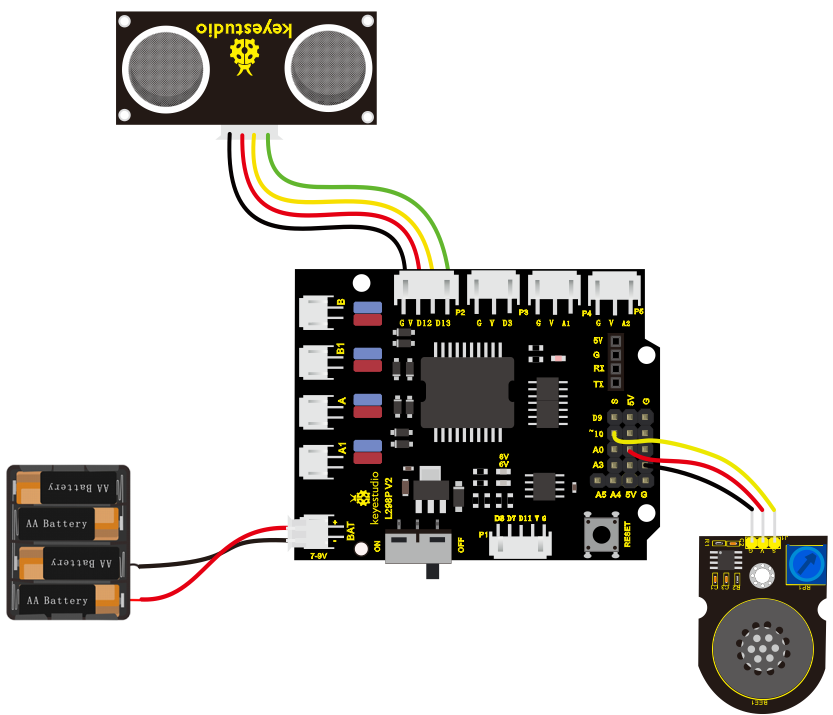 keyestudio
B
B1
A
A1
P2
P3
P4
P5
G V D12 D13
G V D3
G V A1
G V A2
5V
G
RX
TX
S 5V G
D9
~10
A0
A3
A5 A4 5V G
6V
6V
keyestudio
L298P V2
+
BAT
7-9V
ON
OFF
P1
D8 D7 D11 V G
RESET
AA Battery
AA Battery
AA Battery
AA Battery
G V S
RP1
BEE1